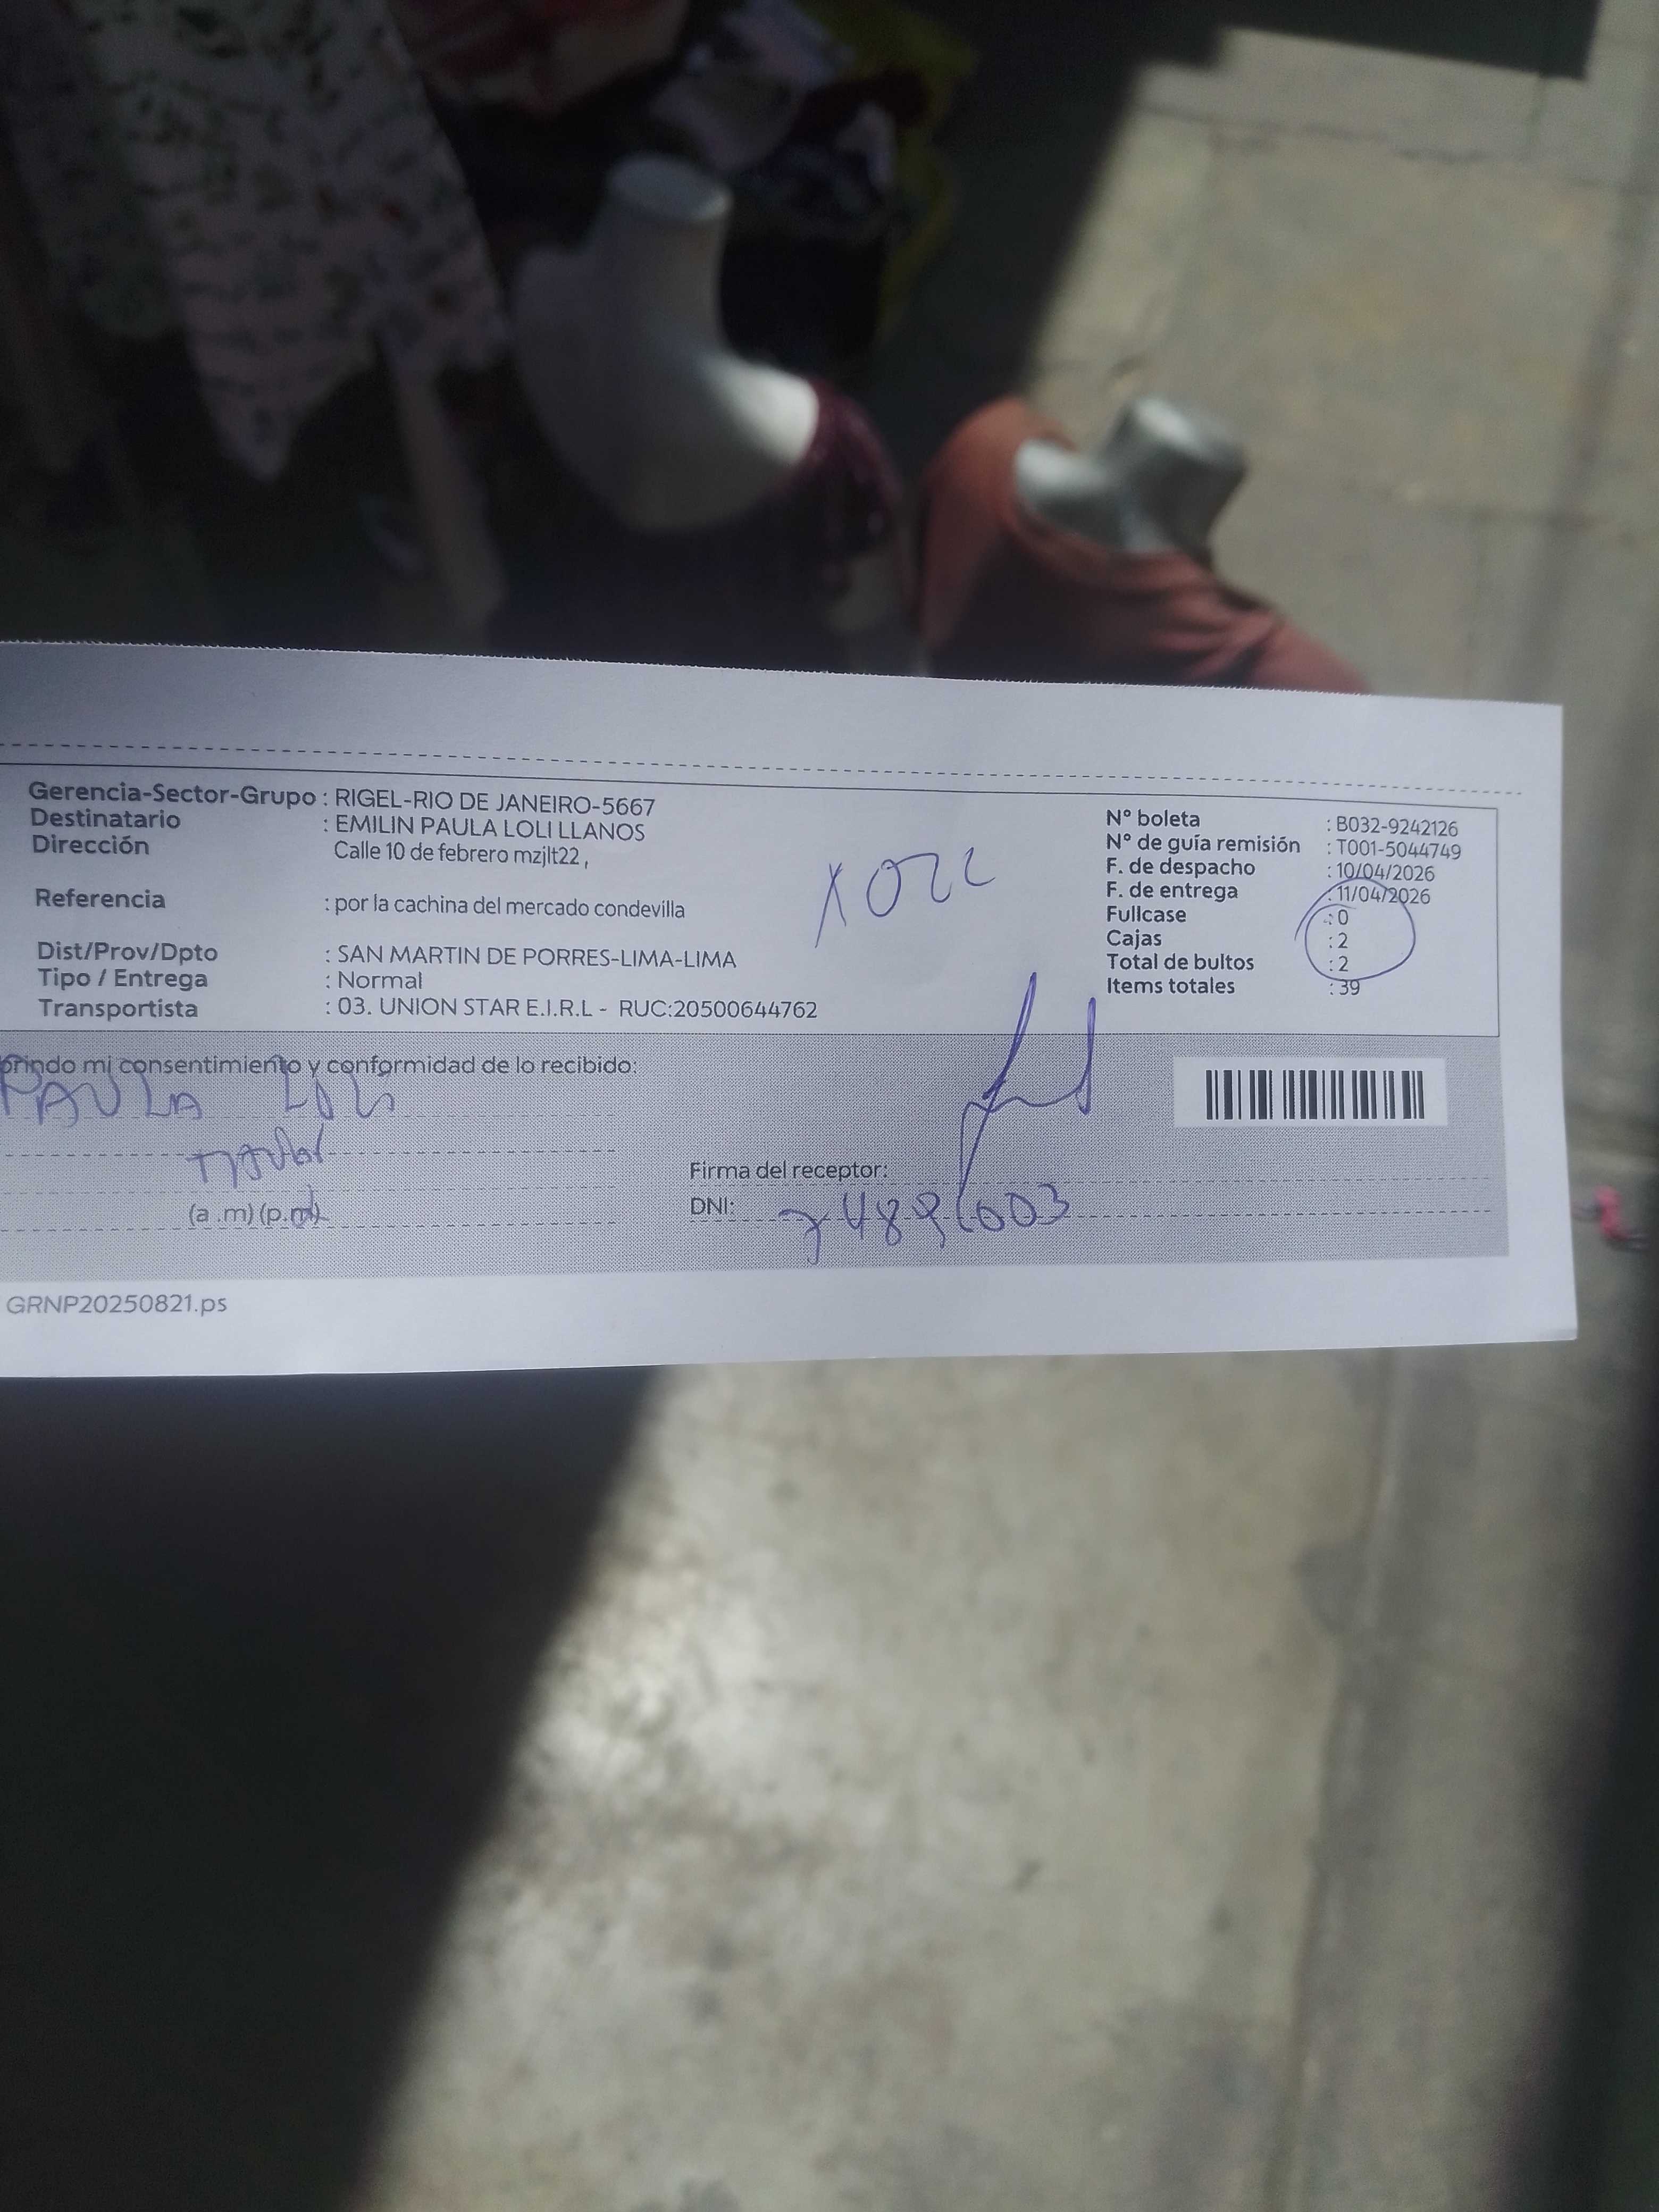 Gerencia-Sector-Grupo : RIGEL-RIO DE JANEIRO-5667
Destinatario : EMILIN PAULA LOLI LLANOS
Dirección Calle 10 de febrero mzjlt22 ,
Referencia : por la cachina del mercado condevilla
Dist/Prov/Dpto : SAN MARTIN DE PORRES-LIMA-LIMA
Tipo / Entrega : Normal
Transportista : 03. UNION STAR E.I.R.L - RUC:20500644762
N° boleta : B032-9242126
N° de guía remisión : T001-5044749
F. de despacho : 10/04/2026
F. de entrega : 11/04/2026
Fullcase : 0
Cajas : 2
Total de bultos : 2
Items totales : 39
brindo mi consentimiento y conformidad de lo recibido:
PAULA LOLI
(a .m) (p.m)
Firma del receptor:
DNI:
GRNP20250821.ps